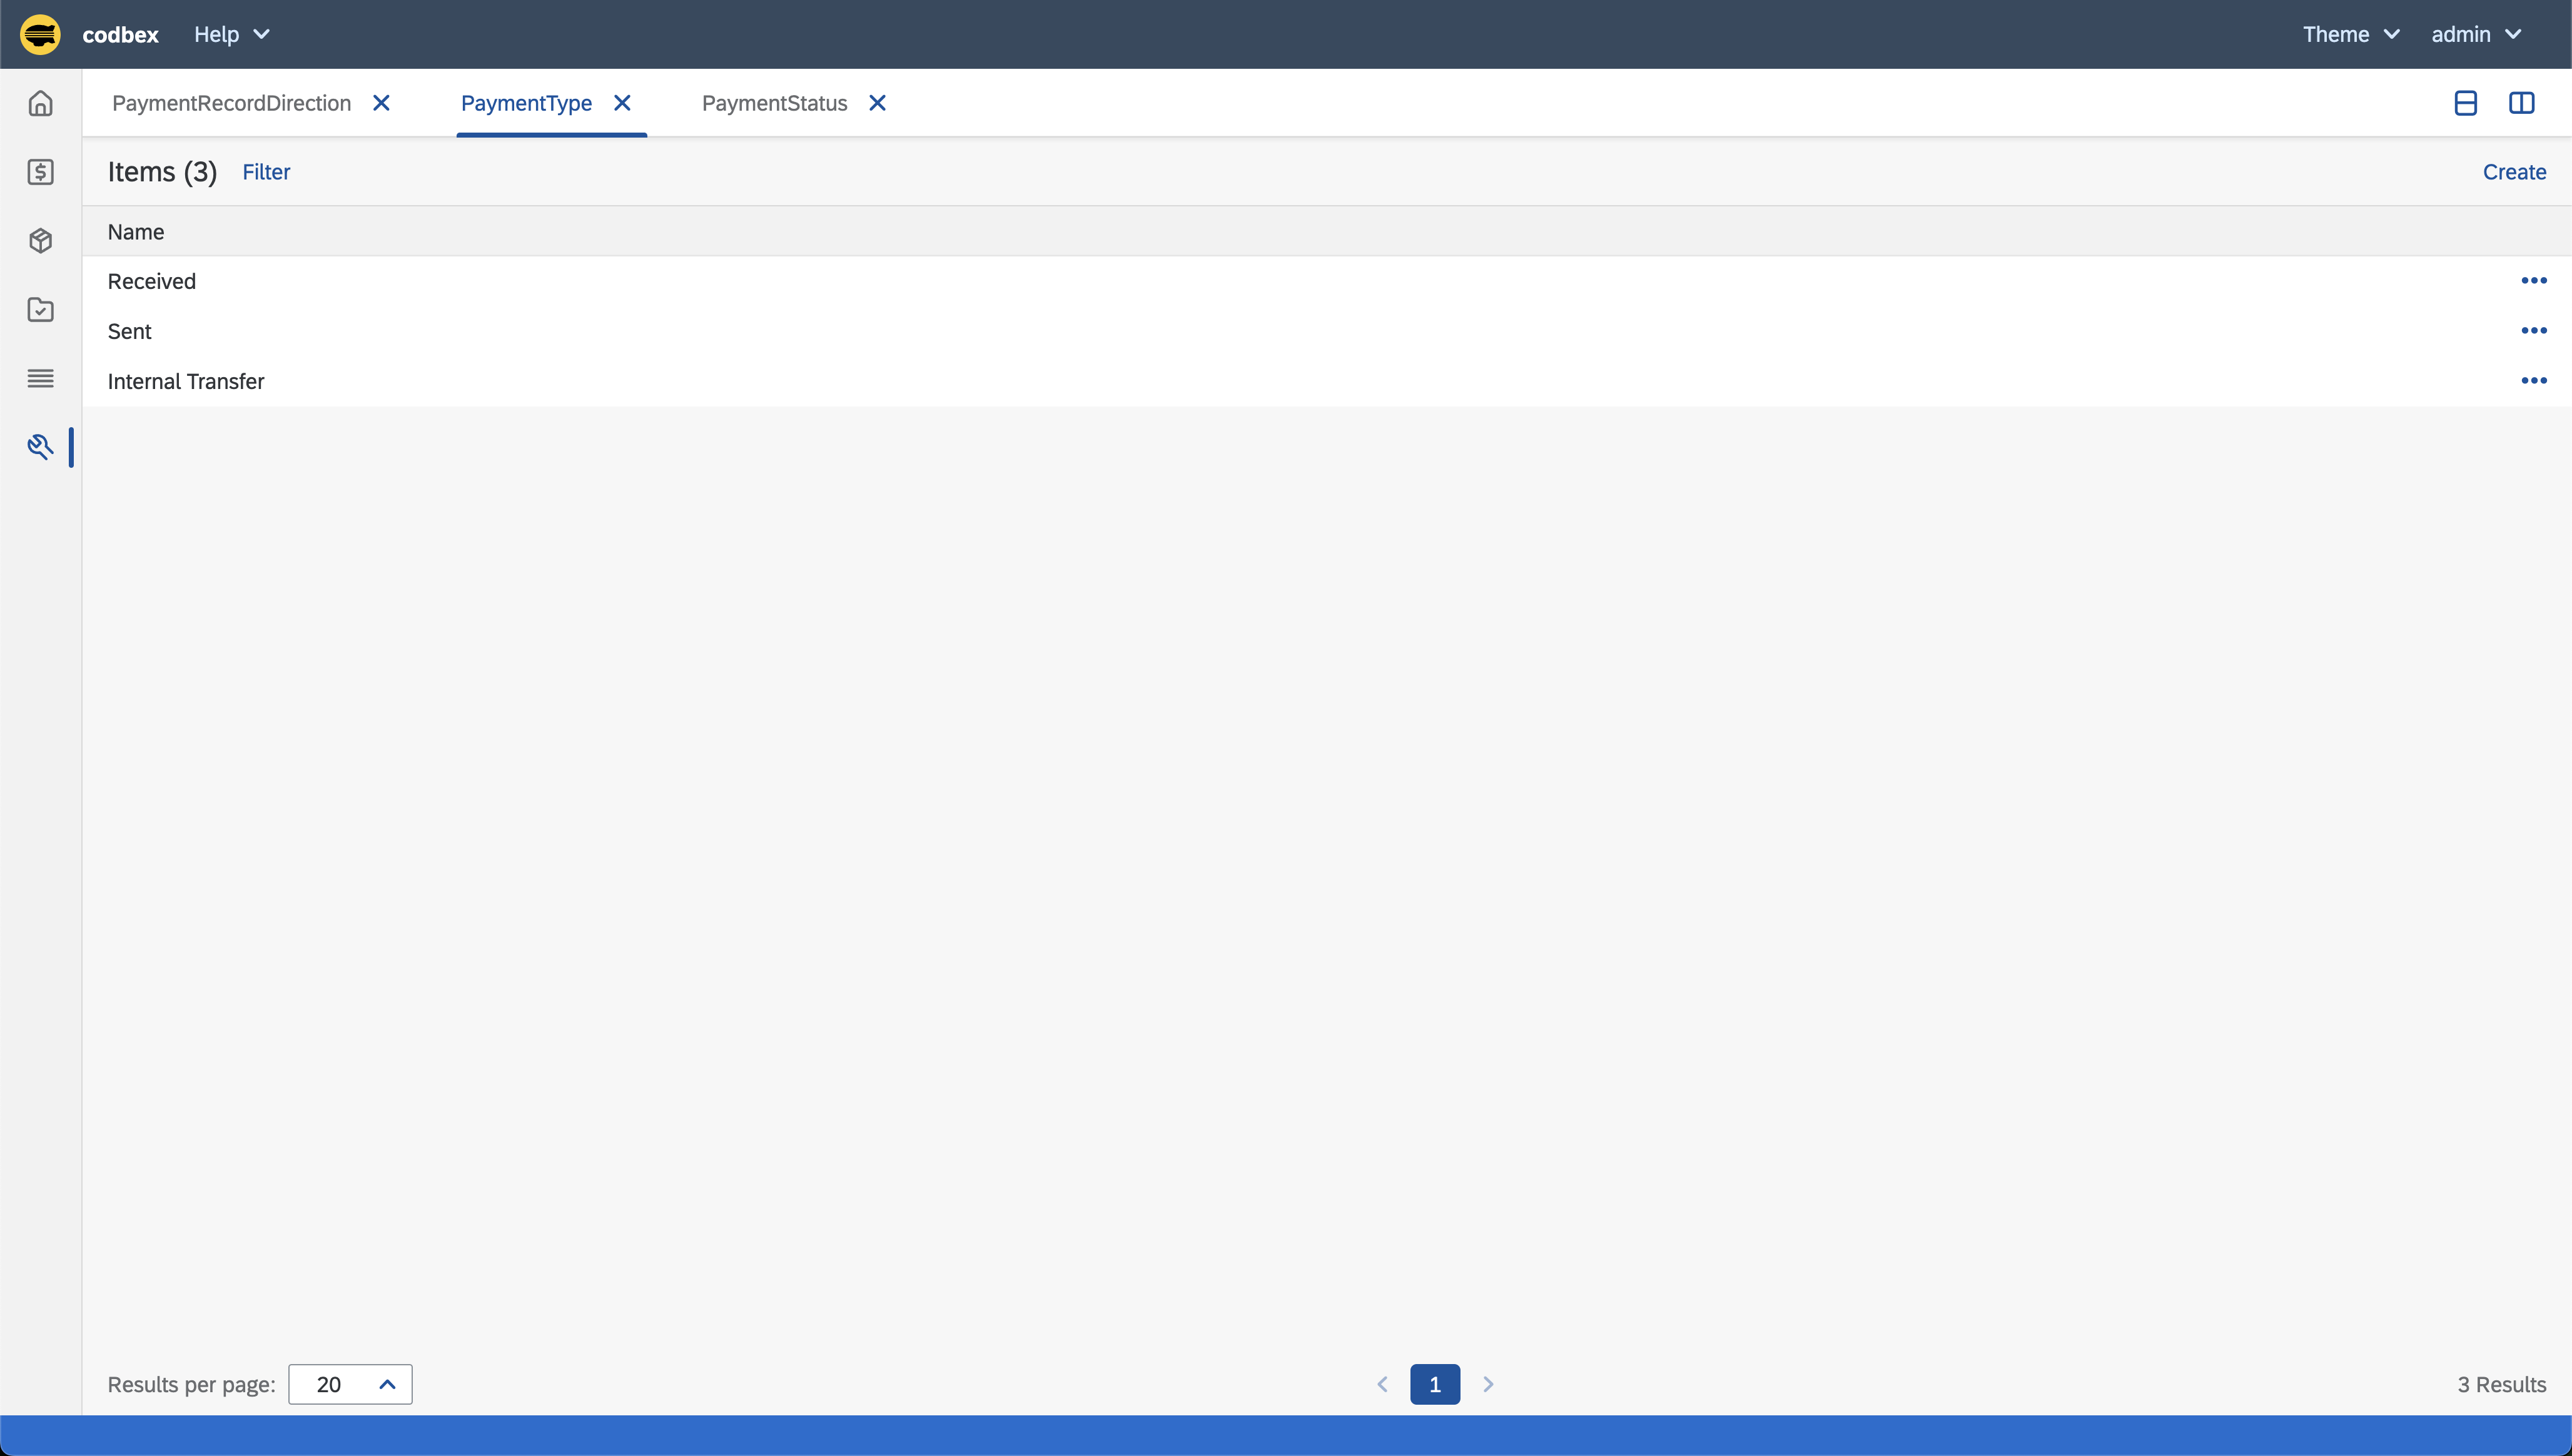 codbex Help Theme admin
PaymentRecordDirection PaymentType PaymentStatus
Items (3) Filter Create
Name
Received
Sent
Internal Transfer
Results per page: 20 1 3 Results